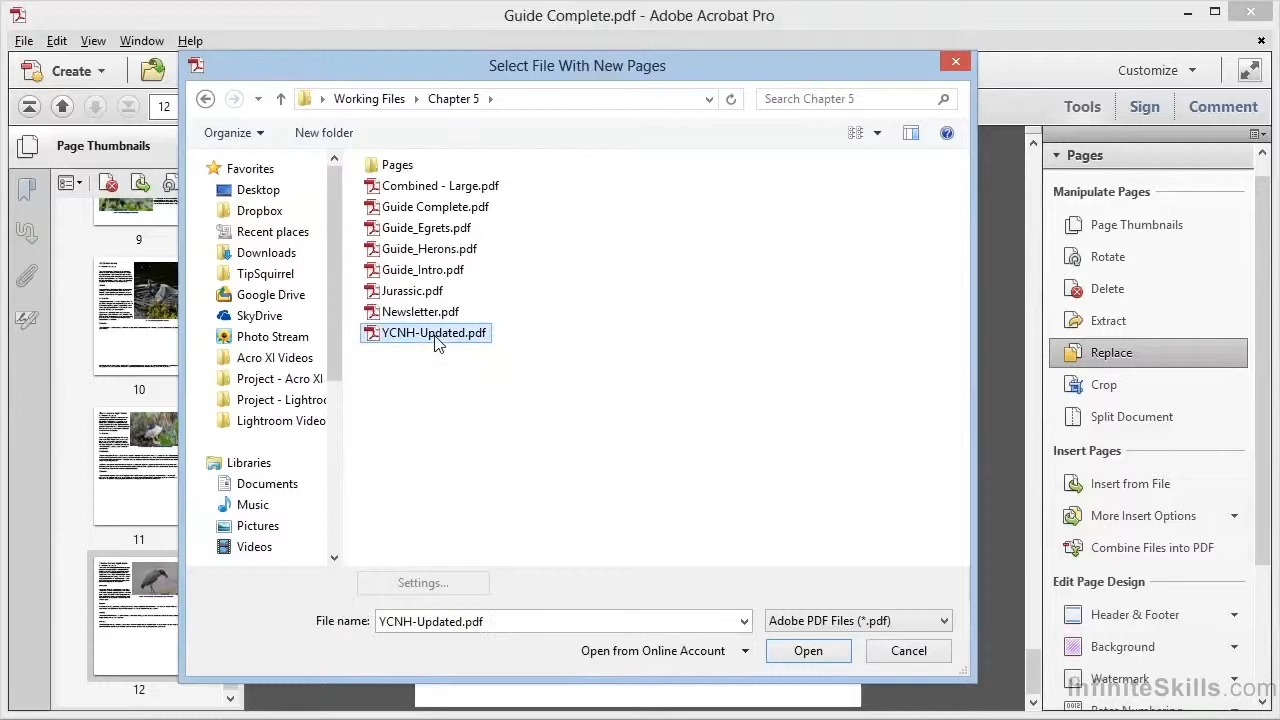 Guide Complete.pdf - Adobe Acrobat Pro
File Edit View Window Help
Create
Customize
12
Tools Sign Comment
Page Thumbnails
9
10
11
12
Select File With New Pages
Working Files Chapter 5
Search Chapter 5
Organize New folder
Favorites
Desktop
Dropbox
Recent places
Downloads
TipSquirrel
Google Drive
SkyDrive
Photo Stream
Acro XI Videos
Project - Acro XI
Project - Lightroo
Lightroom Video
Libraries
Documents
Music
Pictures
Videos
Pages
Combined - Large.pdf
Guide Complete.pdf
Guide_Egrets.pdf
Guide_Herons.pdf
Guide_Intro.pdf
Jurassic.pdf
Newsletter.pdf
YCNH-Updated.pdf
Settings...
File name: YCNH-Updated.pdf Adobe PDF Files (*.pdf)
Open from Online Account Open Cancel
Pages
Manipulate Pages
Page Thumbnails
Rotate
Delete
Extract
Replace
Crop
Split Document
Insert Pages
Insert from File
More Insert Options
Combine Files into PDF
Edit Page Design
Header & Footer
Background
Watermark
InfiniteSkills.com